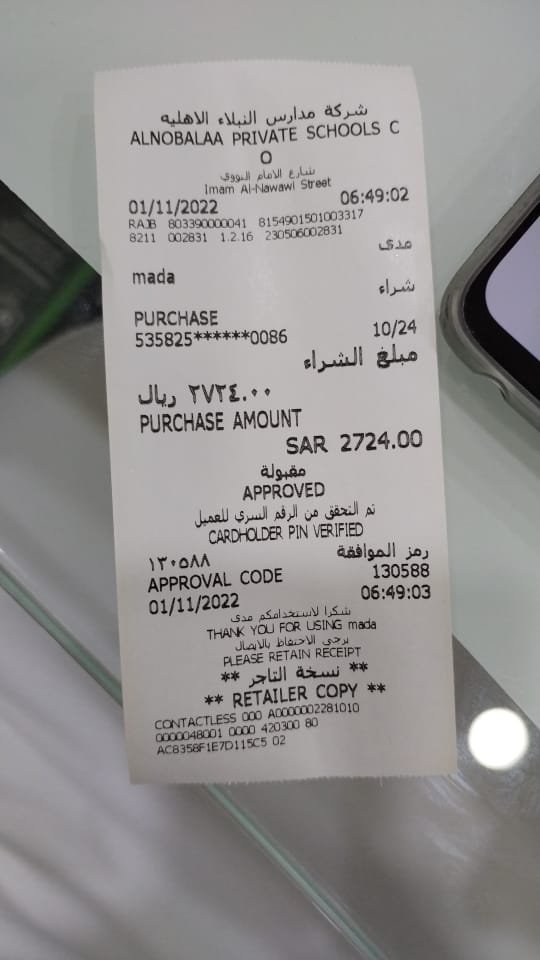 شركة مدارس النبلاء الاهليه
ALNOBALAA PRIVATE SCHOOLS C
O
شارع الامام النووي
Imam Al-Nawawi Street
01/11/2022 06:49:02
RAJB 803390000041 8154901501003317
8211 002831 1.2.16 230506002831
مدى
mada
شراء
PURCHASE
535825******0086 10/24
مبلغ الشراء
٢٧٢٤.٠٠ ريال
PURCHASE AMOUNT
SAR 2724.00
مقبولة
APPROVED
تم التحقق من الرقم السري للعميل
CARDHOLDER PIN VERIFIED
رمز الموافقة ١٣٠٥٨٨
APPROVAL CODE 130588
01/11/2022 06:49:03
شكرا لاستخدامكم مدى
THANK YOU FOR USING mada
يرجى الاحتفاظ بالايصال
PLEASE RETAIN RECEIPT
** نسخة التاجر **
** RETAILER COPY **
CONTACTLESS 000 A0000002281010
0000048001 0000 420300 80
AC8358F1E7D115C5 02